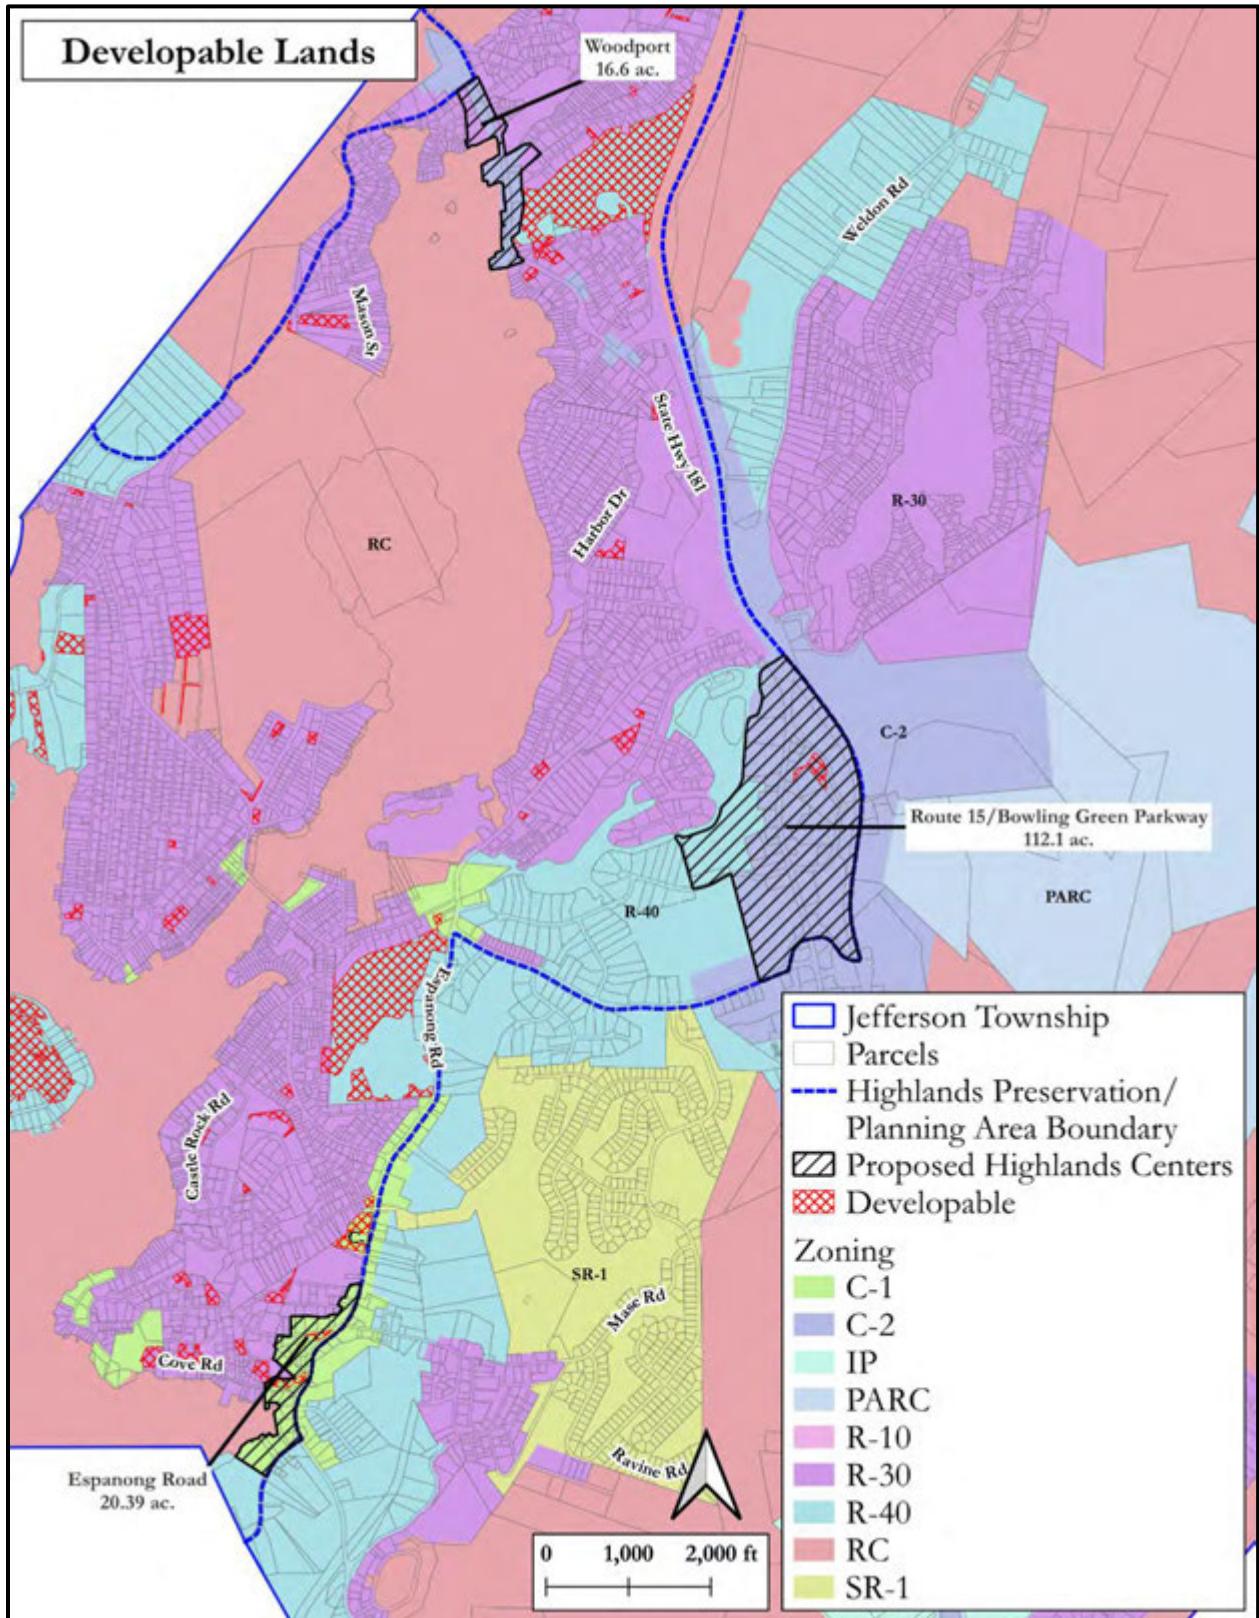 Developable Lands
Woodport
16.6 ac.
Weldon Rd
Mason St
State Hwy 181
R-30
Harbor Dr
RC
C-2
Route 15/Bowling Green Parkway
112.1 ac.
PARC
R-40
Espanong Rd
Castle Rock Rd
SR-1
Mase Rd
Cove Rd
Ravine Rd
Espanong Road
20.39 ac.
0 1,000 2,000 ft
Jefferson Township
Parcels
Highlands Preservation/
Planning Area Boundary
Proposed Highlands Centers
Developable
Zoning
C-1
C-2
IP
PARC
R-10
R-30
R-40
RC
SR-1